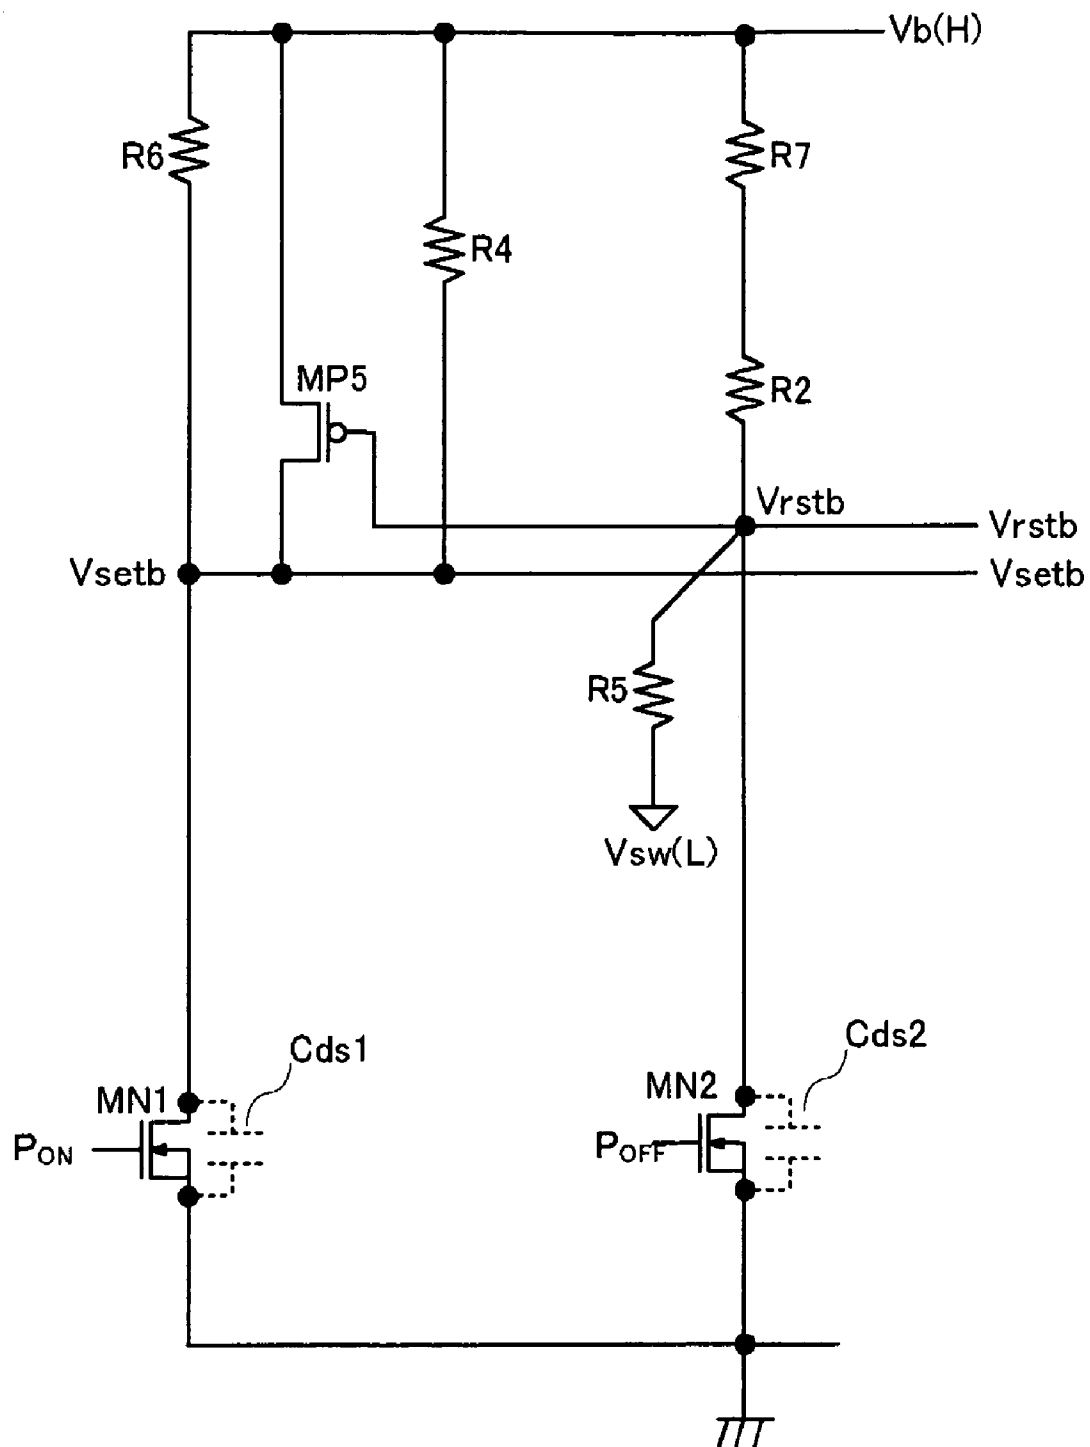 Vb(H)
R6
R7
R4
MP5
R2
Vrstb
Vrstb
Vsetb
Vsetb
R5
Vsw(L)
Cds1
Cds2
MN1
MN2
PON
POFF